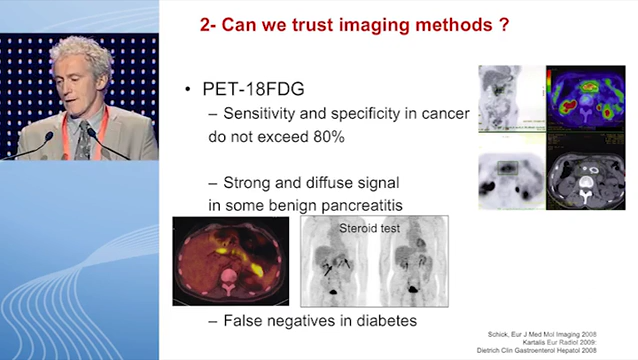 2- Can we trust imaging methods ?
• PET-18FDG
– Sensitivity and specificity in cancer
do not exceed 80%
– Strong and diffuse signal
in some benign pancreatitis
Steroid test
– False negatives in diabetes
Schick, Eur J Med Mol Imaging 2008
Kartalis Eur Radiol 2009;
Dietrich Clin Gastroenterol Hepatol 2008